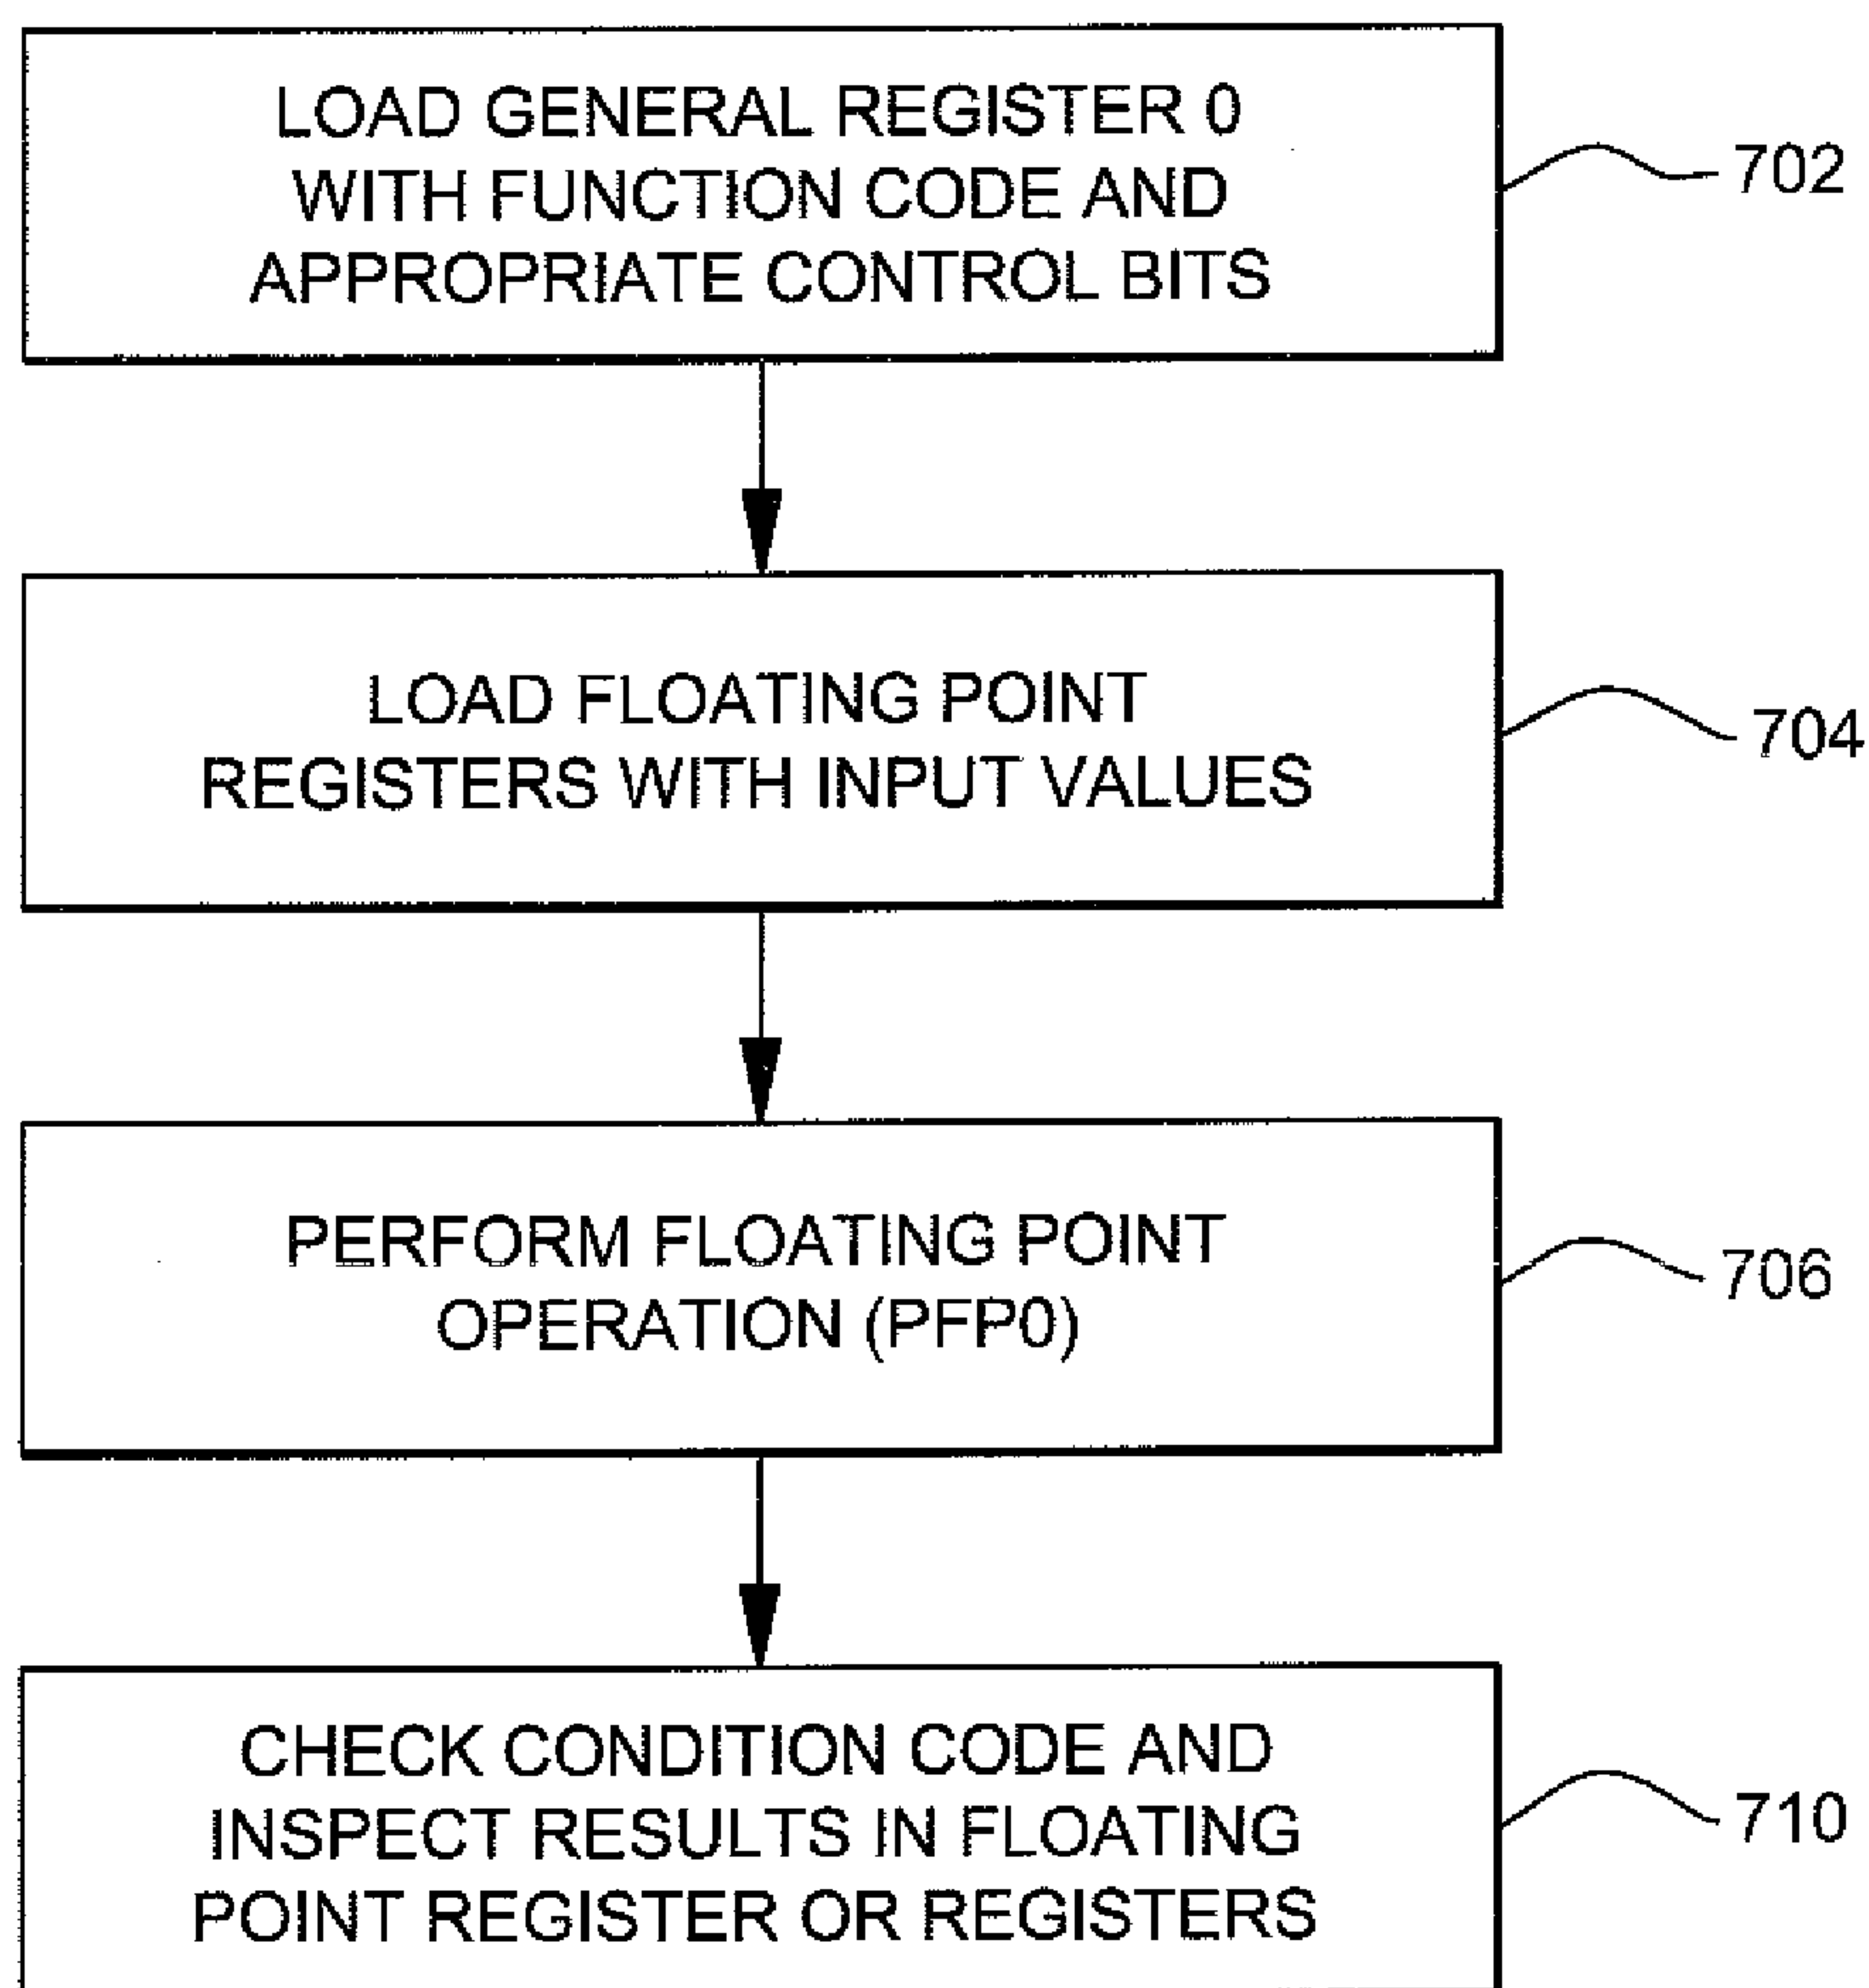 LOAD GENERAL REGISTER 0
WITH FUNCTION CODE AND
APPROPRIATE CONTROL BITS
702
LOAD FLOATING POINT
REGISTERS WITH INPUT VALUES
704
PERFORM FLOATING POINT
OPERATION (PFP0)
706
CHECK CONDITION CODE AND
INSPECT RESULTS IN FLOATING
POINT REGISTER OR REGISTERS
710